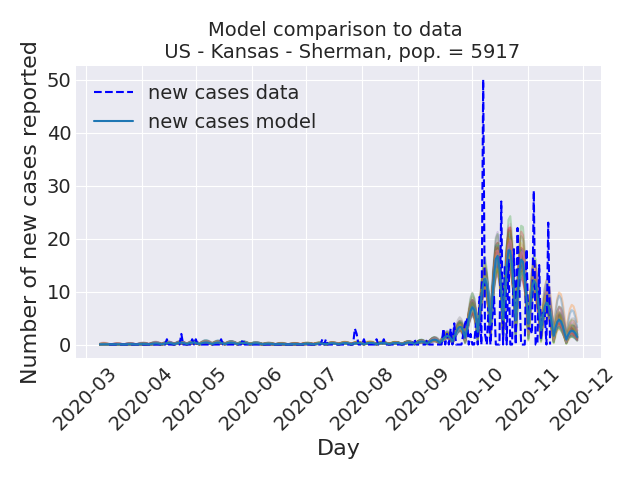 Model comparison to data
US - Kansas - Sherman, pop. = 5917
Number of new cases reported
50
40
30
20
10
0
new cases data
new cases model
2020-03
2020-04
2020-05
2020-06
2020-07
2020-08
2020-09
2020-10
2020-11
2020-12
Day